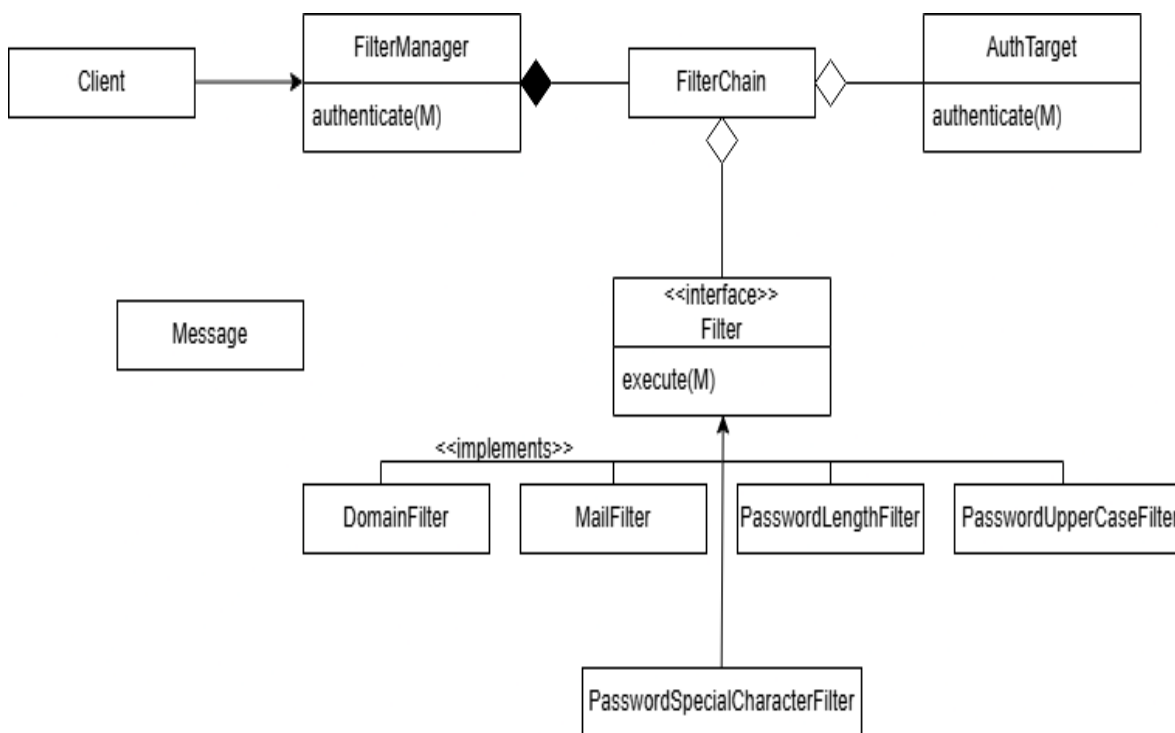 Client
FilterManager
authenticate(M)
FilterChain
AuthTarget
authenticate(M)
Message
<<interface>>
Filter
execute(M)
<<implements>>
DomainFilter
MailFilter
PasswordLengthFilter
PasswordUpperCaseFilter
PasswordSpecialCharacterFilter